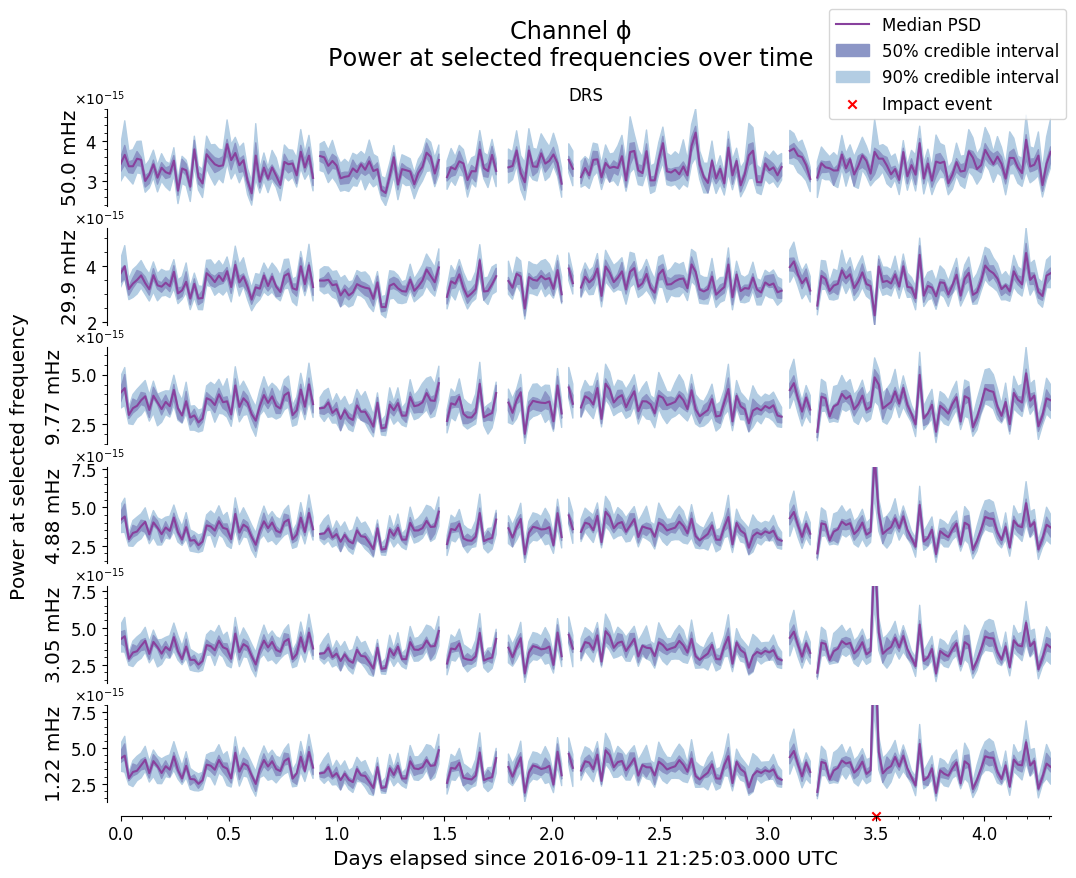 Channel ϕ
Power at selected frequencies over time
Median PSD
50% credible interval
90% credible interval
Impact event
DRS
Power at selected frequency
×10⁻¹⁵
50.0 mHz
4
3
×10⁻¹⁵
29.9 mHz
4
2
×10⁻¹⁵
9.77 mHz
5.0
2.5
×10⁻¹⁵
4.88 mHz
7.5
5.0
2.5
×10⁻¹⁵
3.05 mHz
7.5
5.0
2.5
×10⁻¹⁵
1.22 mHz
7.5
5.0
2.5
0.0 0.5 1.0 1.5 2.0 2.5 3.0 3.5 4.0
Days elapsed since 2016-09-11 21:25:03.000 UTC